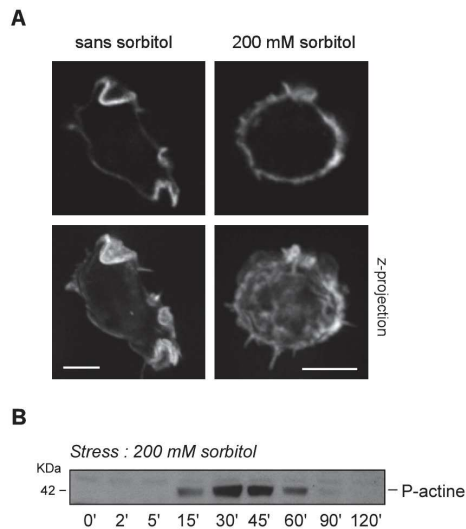 A
sans sorbitol 200 mM sorbitol
z-projection
B
Stress : 200 mM sorbitol
KDa
42 – – P-actine
0' 2' 5' 15' 30' 45' 60' 90' 120'